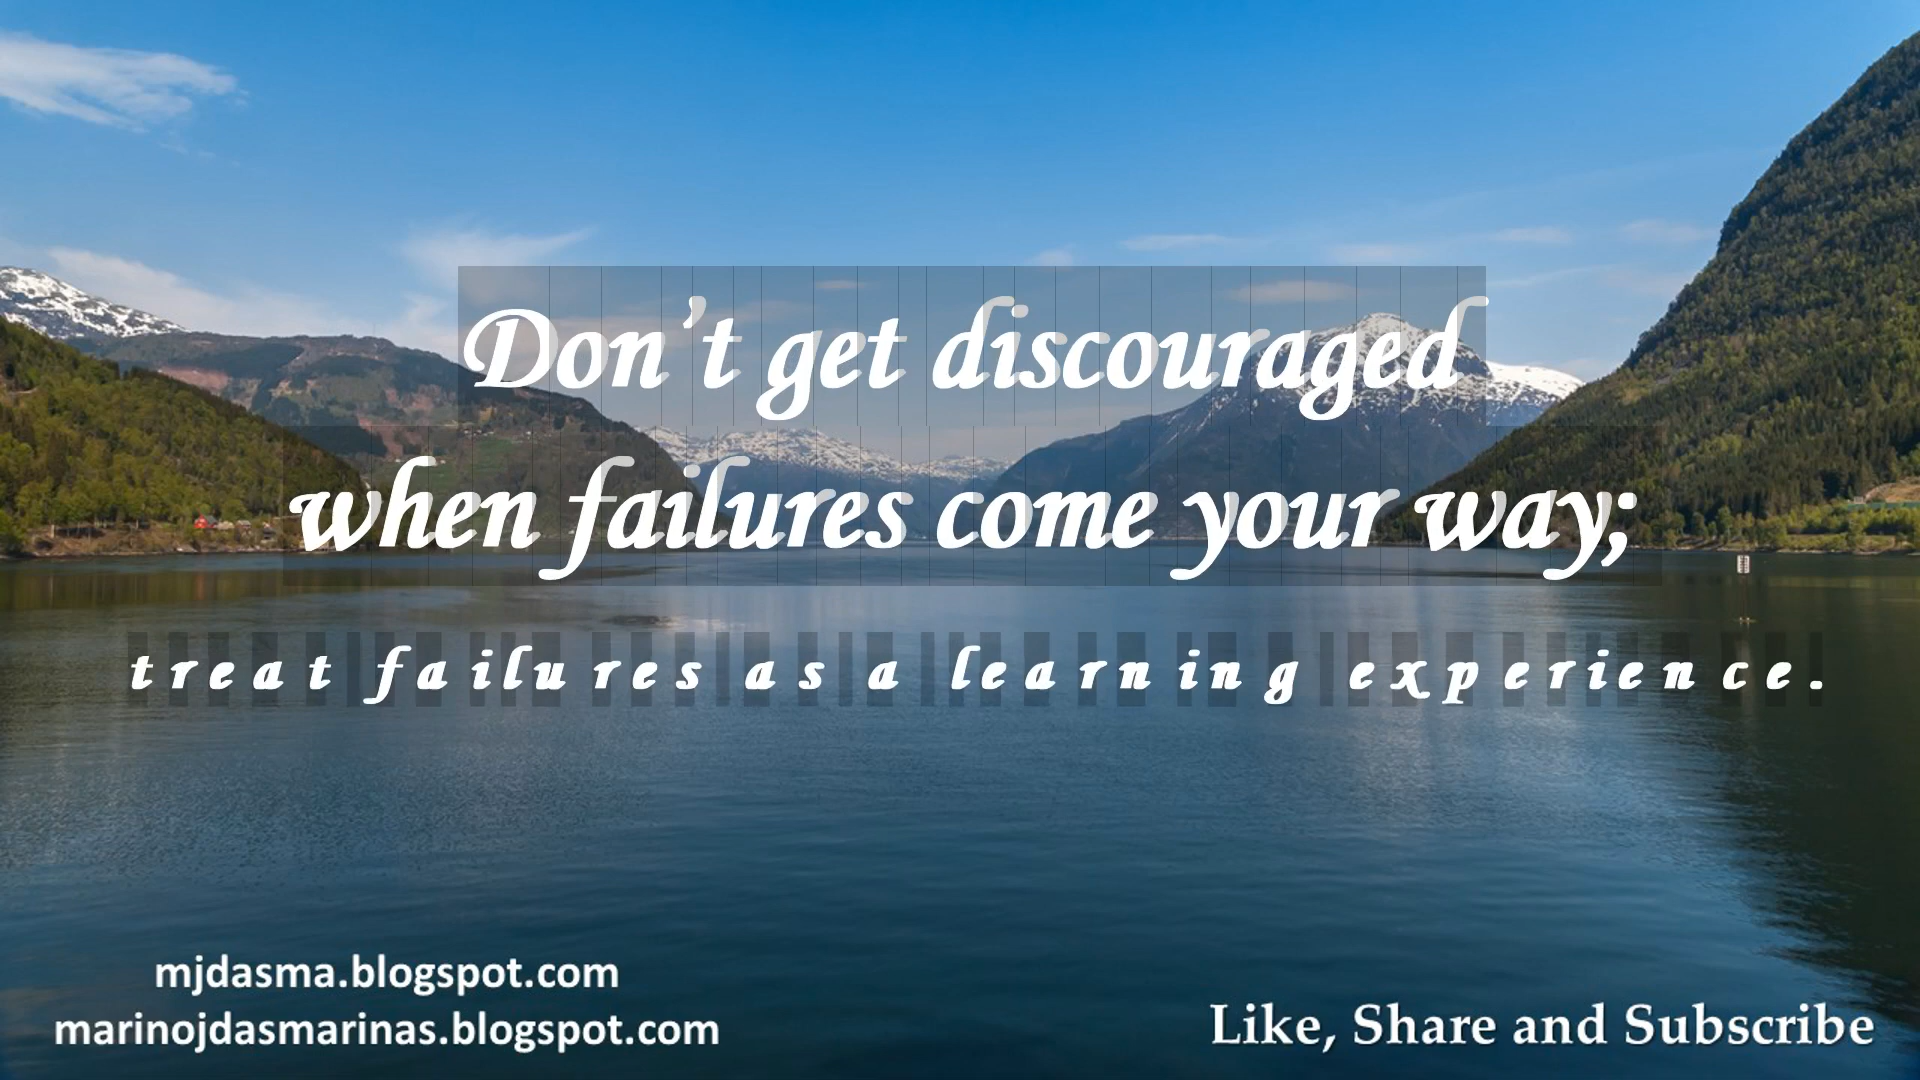 Don’t get discouraged
when failures come your way;
treat failures as a learning experience.
mjdasma.blogspot.com
marinojdasmarinas.blogspot.com
Like, Share and Subscribe